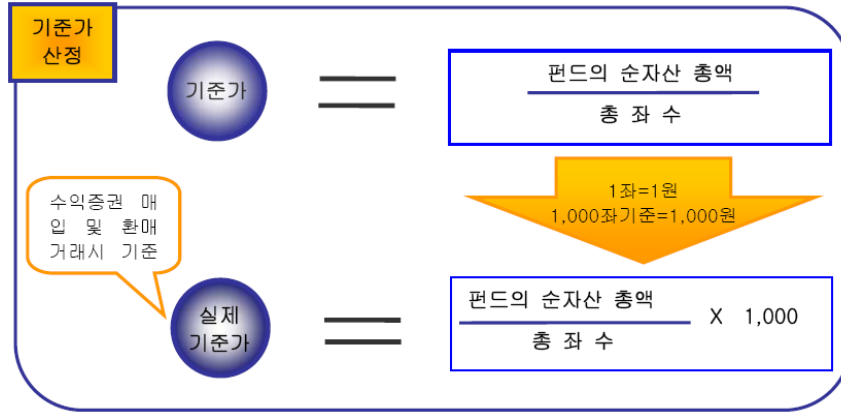 기준가
산정
기준가
펀드의 순자산 총액
총 좌 수
1좌=1원
1,000좌기준=1,000원
수익증권 매
입 및 환매
거래시 기준
실제
기준가
펀드의 순자산 총액
X 1,000
총 좌 수